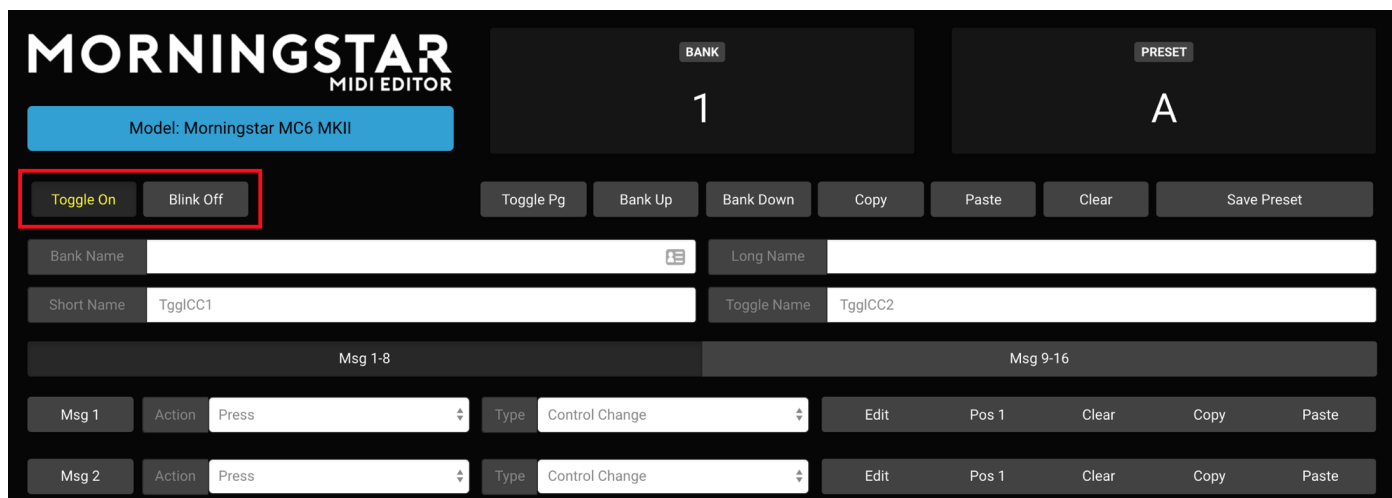 MORNINGSTAR
MIDI EDITOR
Model: Morningstar MC6 MKII
BANK
1
PRESET
A
Toggle On Blink Off Toggle Pg Bank Up Bank Down Copy Paste Clear Save Preset
Bank Name Long Name
Short Name TgglCC1 Toggle Name TgglCC2
Msg 1-8 Msg 9-16
Msg 1 Action Press Type Control Change Edit Pos 1 Clear Copy Paste
Msg 2 Action Press Type Control Change Edit Pos 1 Clear Copy Paste